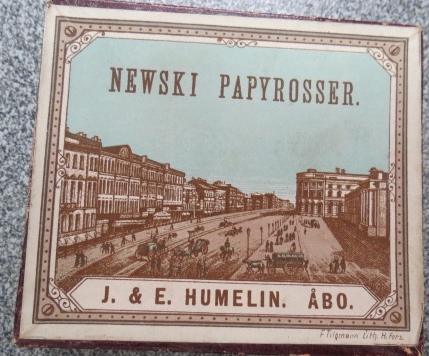 NEWSKI PAPYROSSER.
J. & E. HUMELIN. ÅBO.
F. Tilgmann Lith. H.fors.